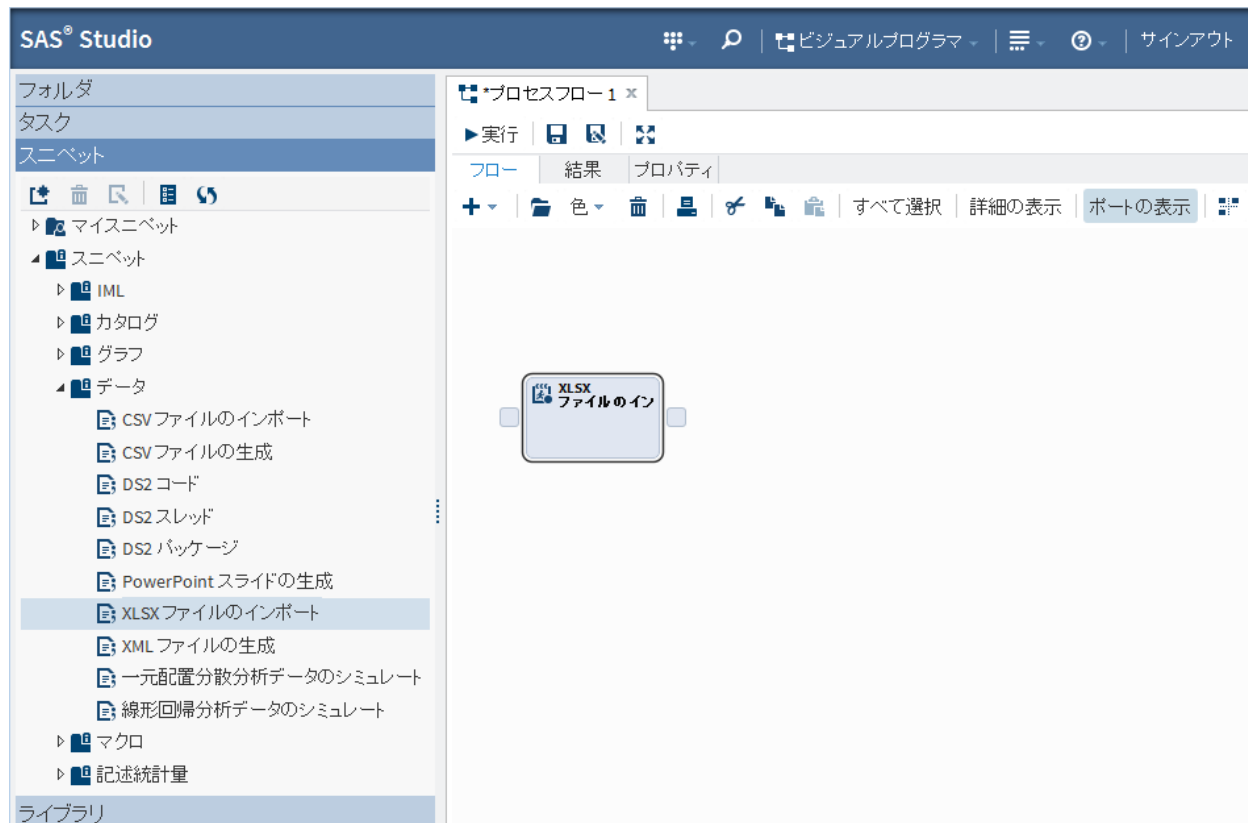 SAS® Studio
ビジュアルプログラマ
サインアウト
フォルダ
タスク
スニペット
マイスニペット
スニペット
IML
カタログ
グラフ
データ
CSV ファイルのインポート
CSV ファイルの生成
DS2 コード
DS2 スレッド
DS2 パッケージ
PowerPoint スライドの生成
XLSX ファイルのインポート
XML ファイルの生成
一元配置分散分析データのシミュレート
線形回帰分析データのシミュレート
マクロ
記述統計量
ライブラリ
*プロセスフロー 1
実行
フロー 結果 プロパティ
色 すべて選択 詳細の表示 ポートの表示
XLSX
ファイルのイン